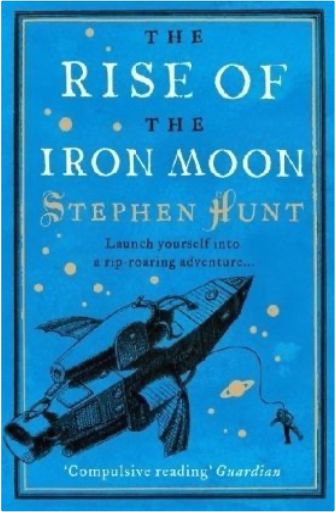 THE
RISE OF
THE
IRON MOON
STEPHEN HUNT
Launch yourself into
a rip-roaring adventure...
'Compulsive reading' Guardian